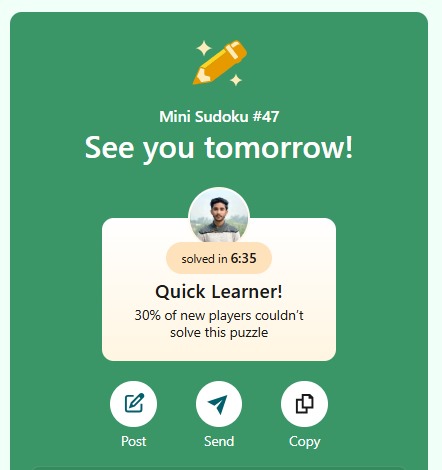 Mini Sudoku #47
See you tomorrow!
solved in 6:35
Quick Learner!
30% of new players couldn't
solve this puzzle
Post
Send
Copy